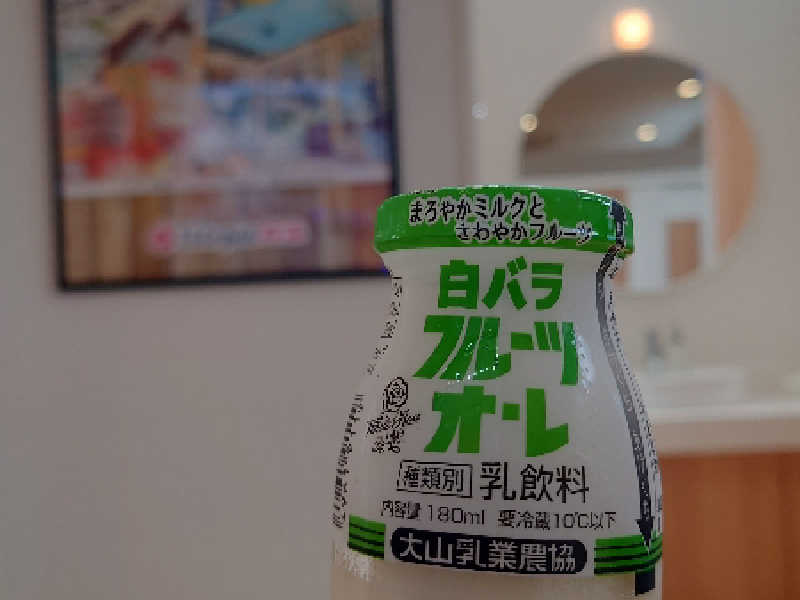 まろやかミルクと
さわやかフルーツ
白バラ
フルーツ
オ・レ
種類別 乳飲料
内容量 180ml 要冷蔵10℃以下
大山乳業農協